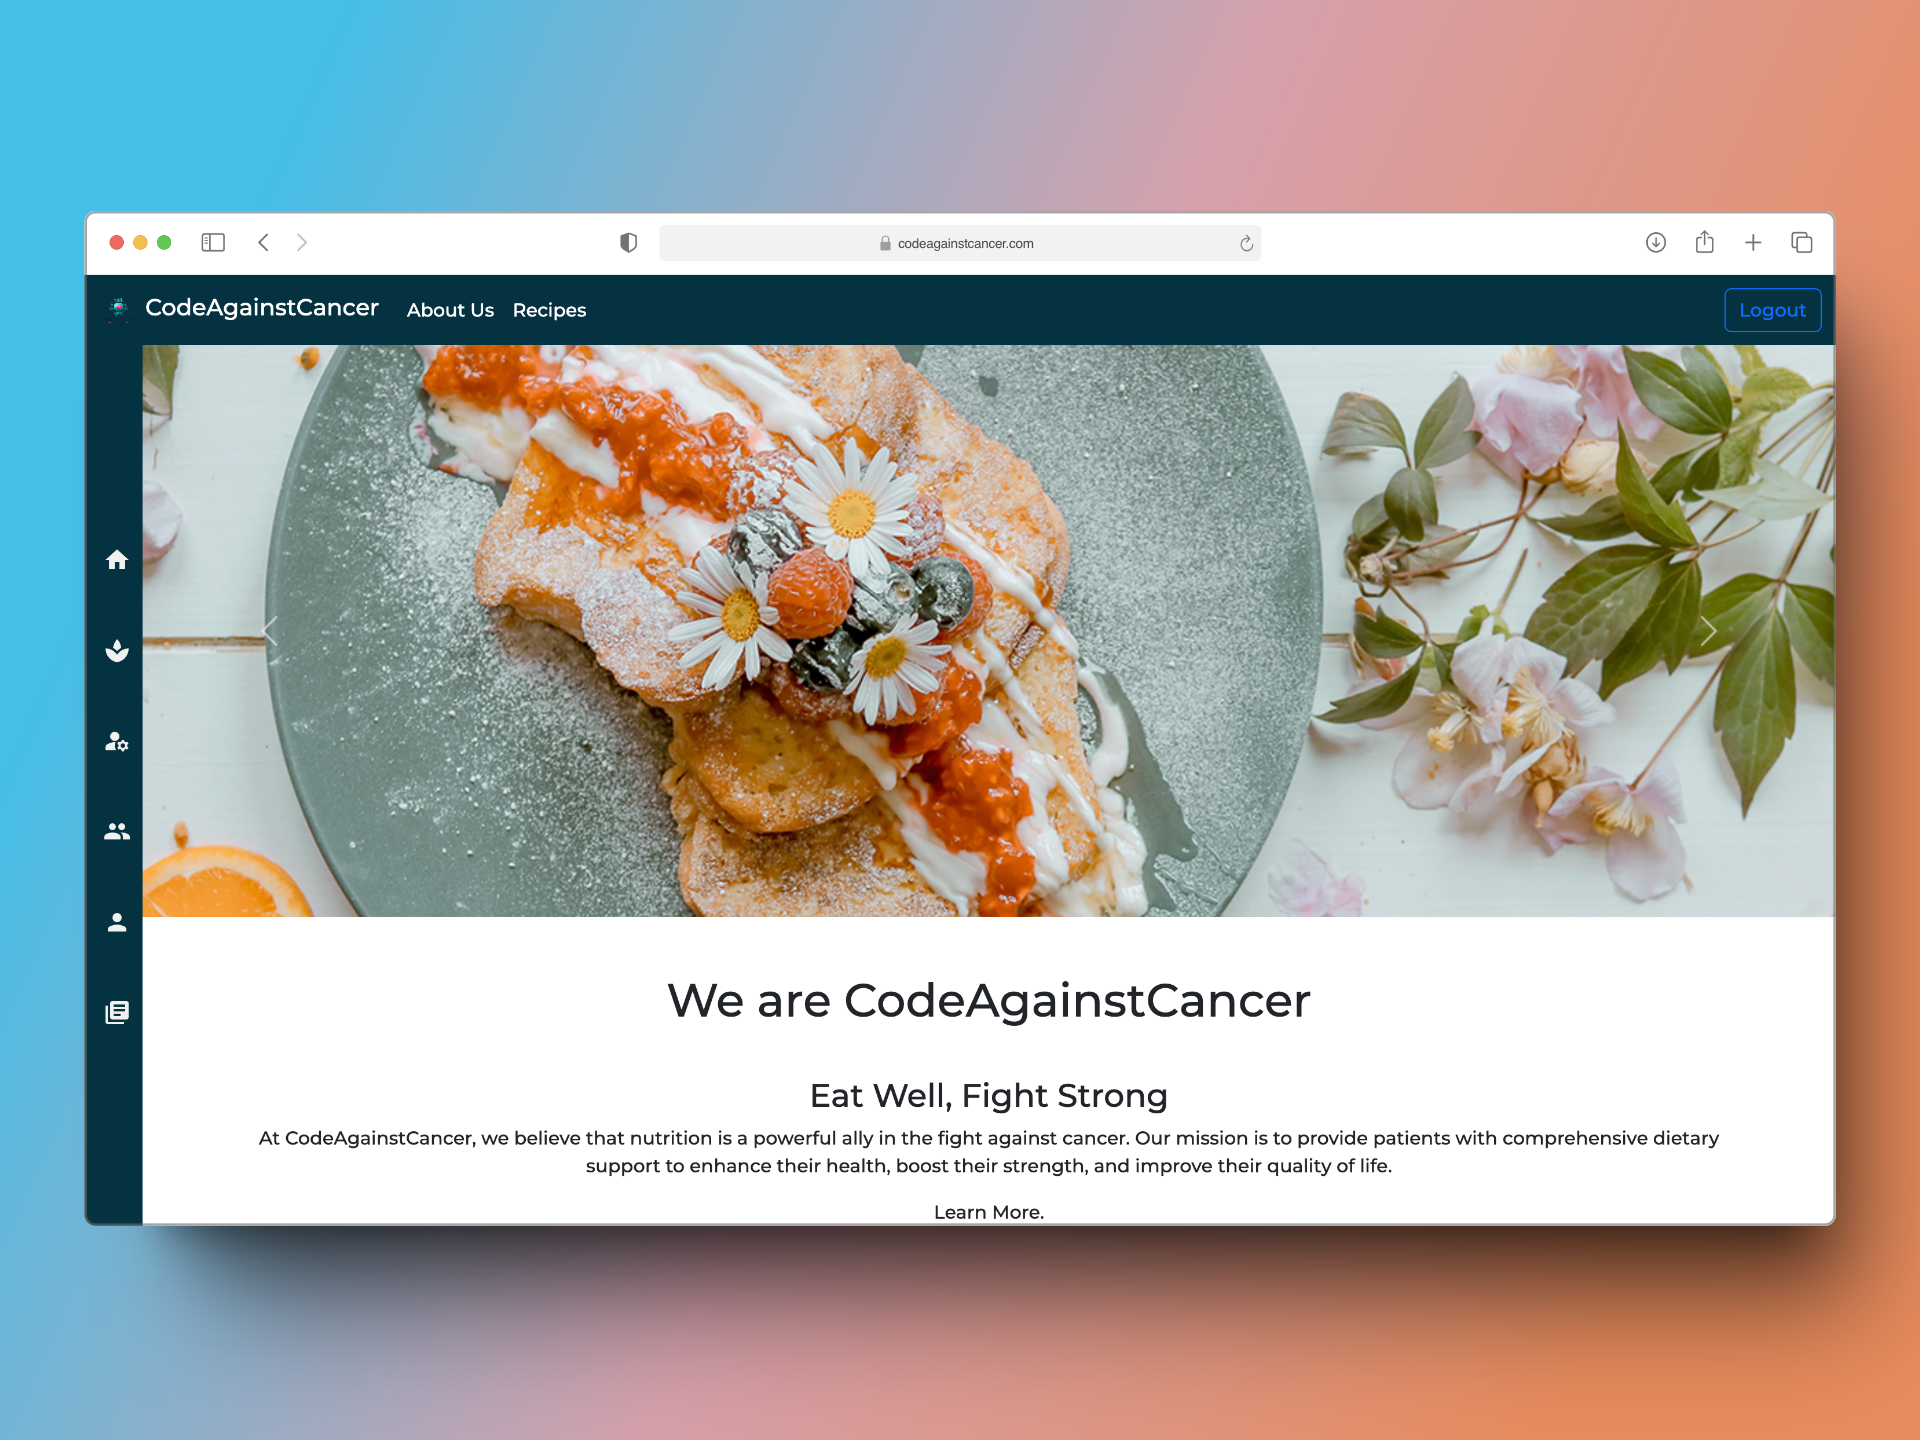 codeagainstcancer.com
CodeAgainstCancer
About Us
Recipes
Logout
We are CodeAgainstCancer
Eat Well, Fight Strong
At CodeAgainstCancer, we believe that nutrition is a powerful ally in the fight against cancer. Our mission is to provide patients with comprehensive dietary
support to enhance their health, boost their strength, and improve their quality of life.
Learn More.